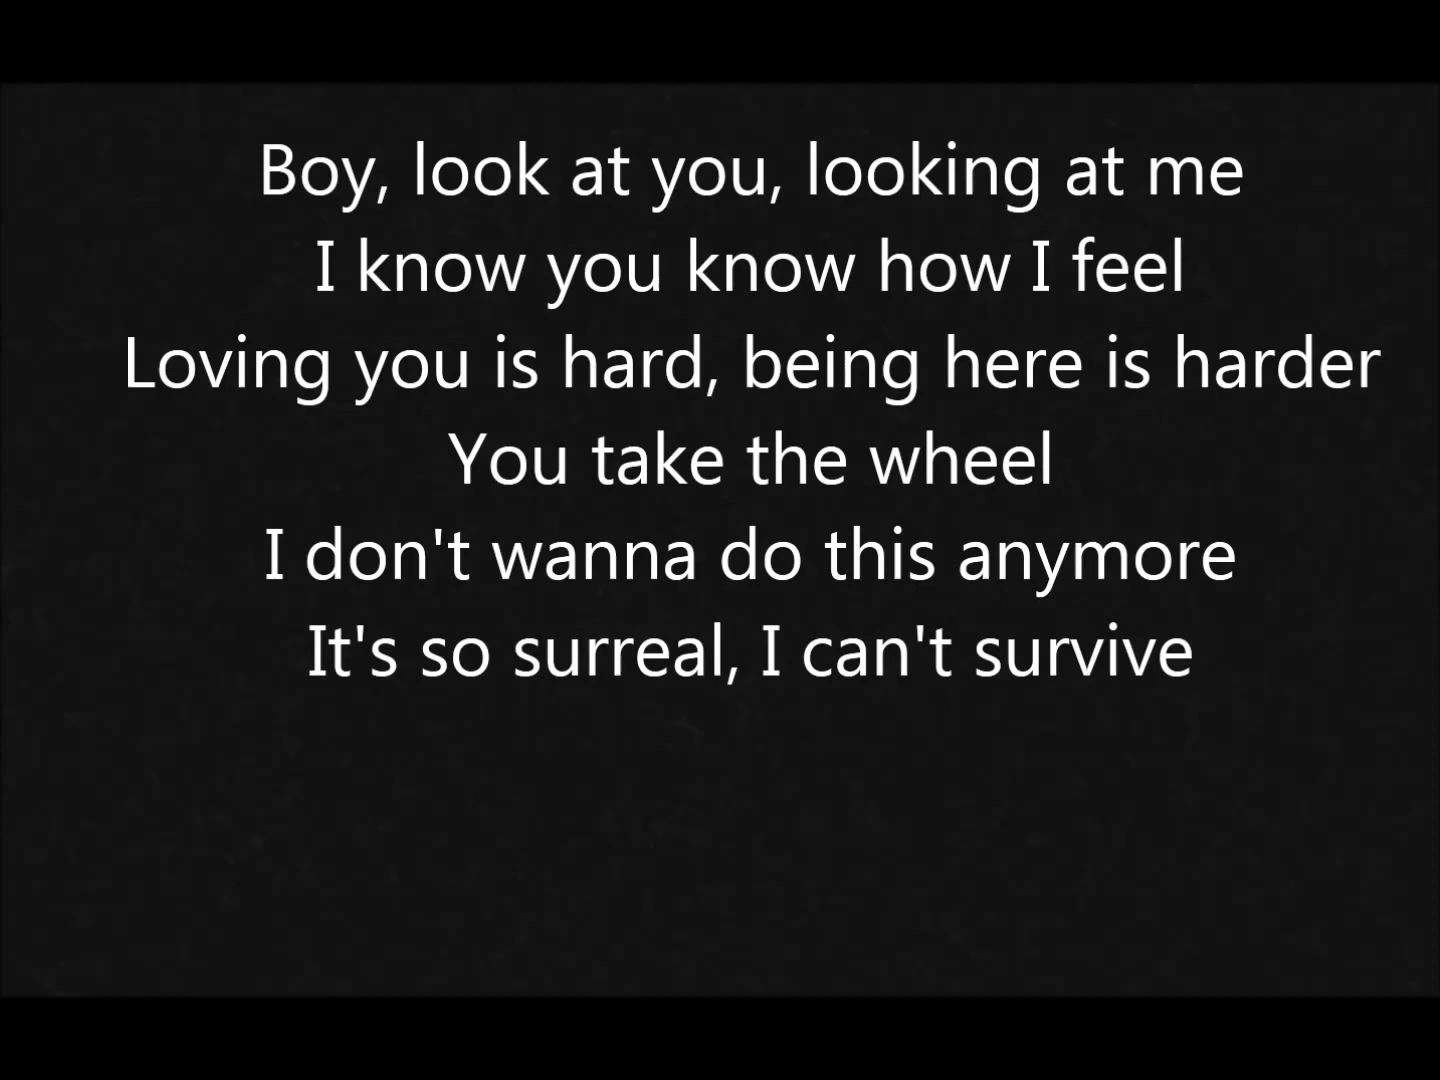 Boy, look at you, looking at me
I know you know how I feel
Loving you is hard, being here is harder
You take the wheel
I don't wanna do this anymore
It's so surreal, I can't survive